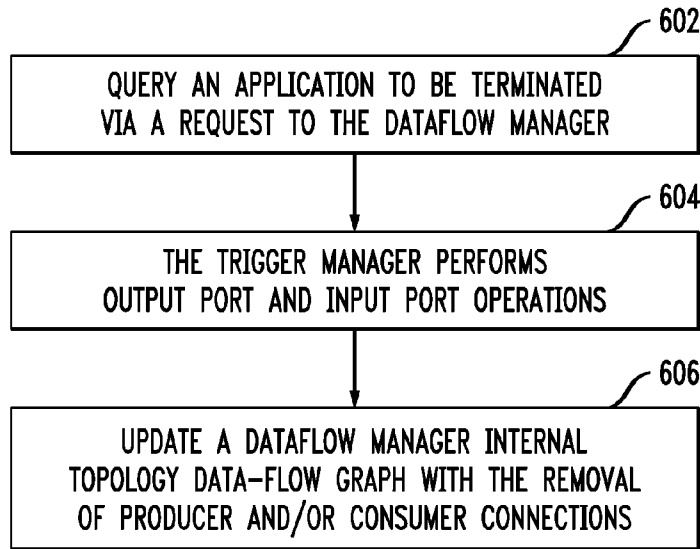 602
QUERY AN APPLICATION TO BE TERMINATED
VIA A REQUEST TO THE DATAFLOW MANAGER
604
THE TRIGGER MANAGER PERFORMS
OUTPUT PORT AND INPUT PORT OPERATIONS
606
UPDATE A DATAFLOW MANAGER INTERNAL
TOPOLOGY DATA-FLOW GRAPH WITH THE REMOVAL
OF PRODUCER AND/OR CONSUMER CONNECTIONS